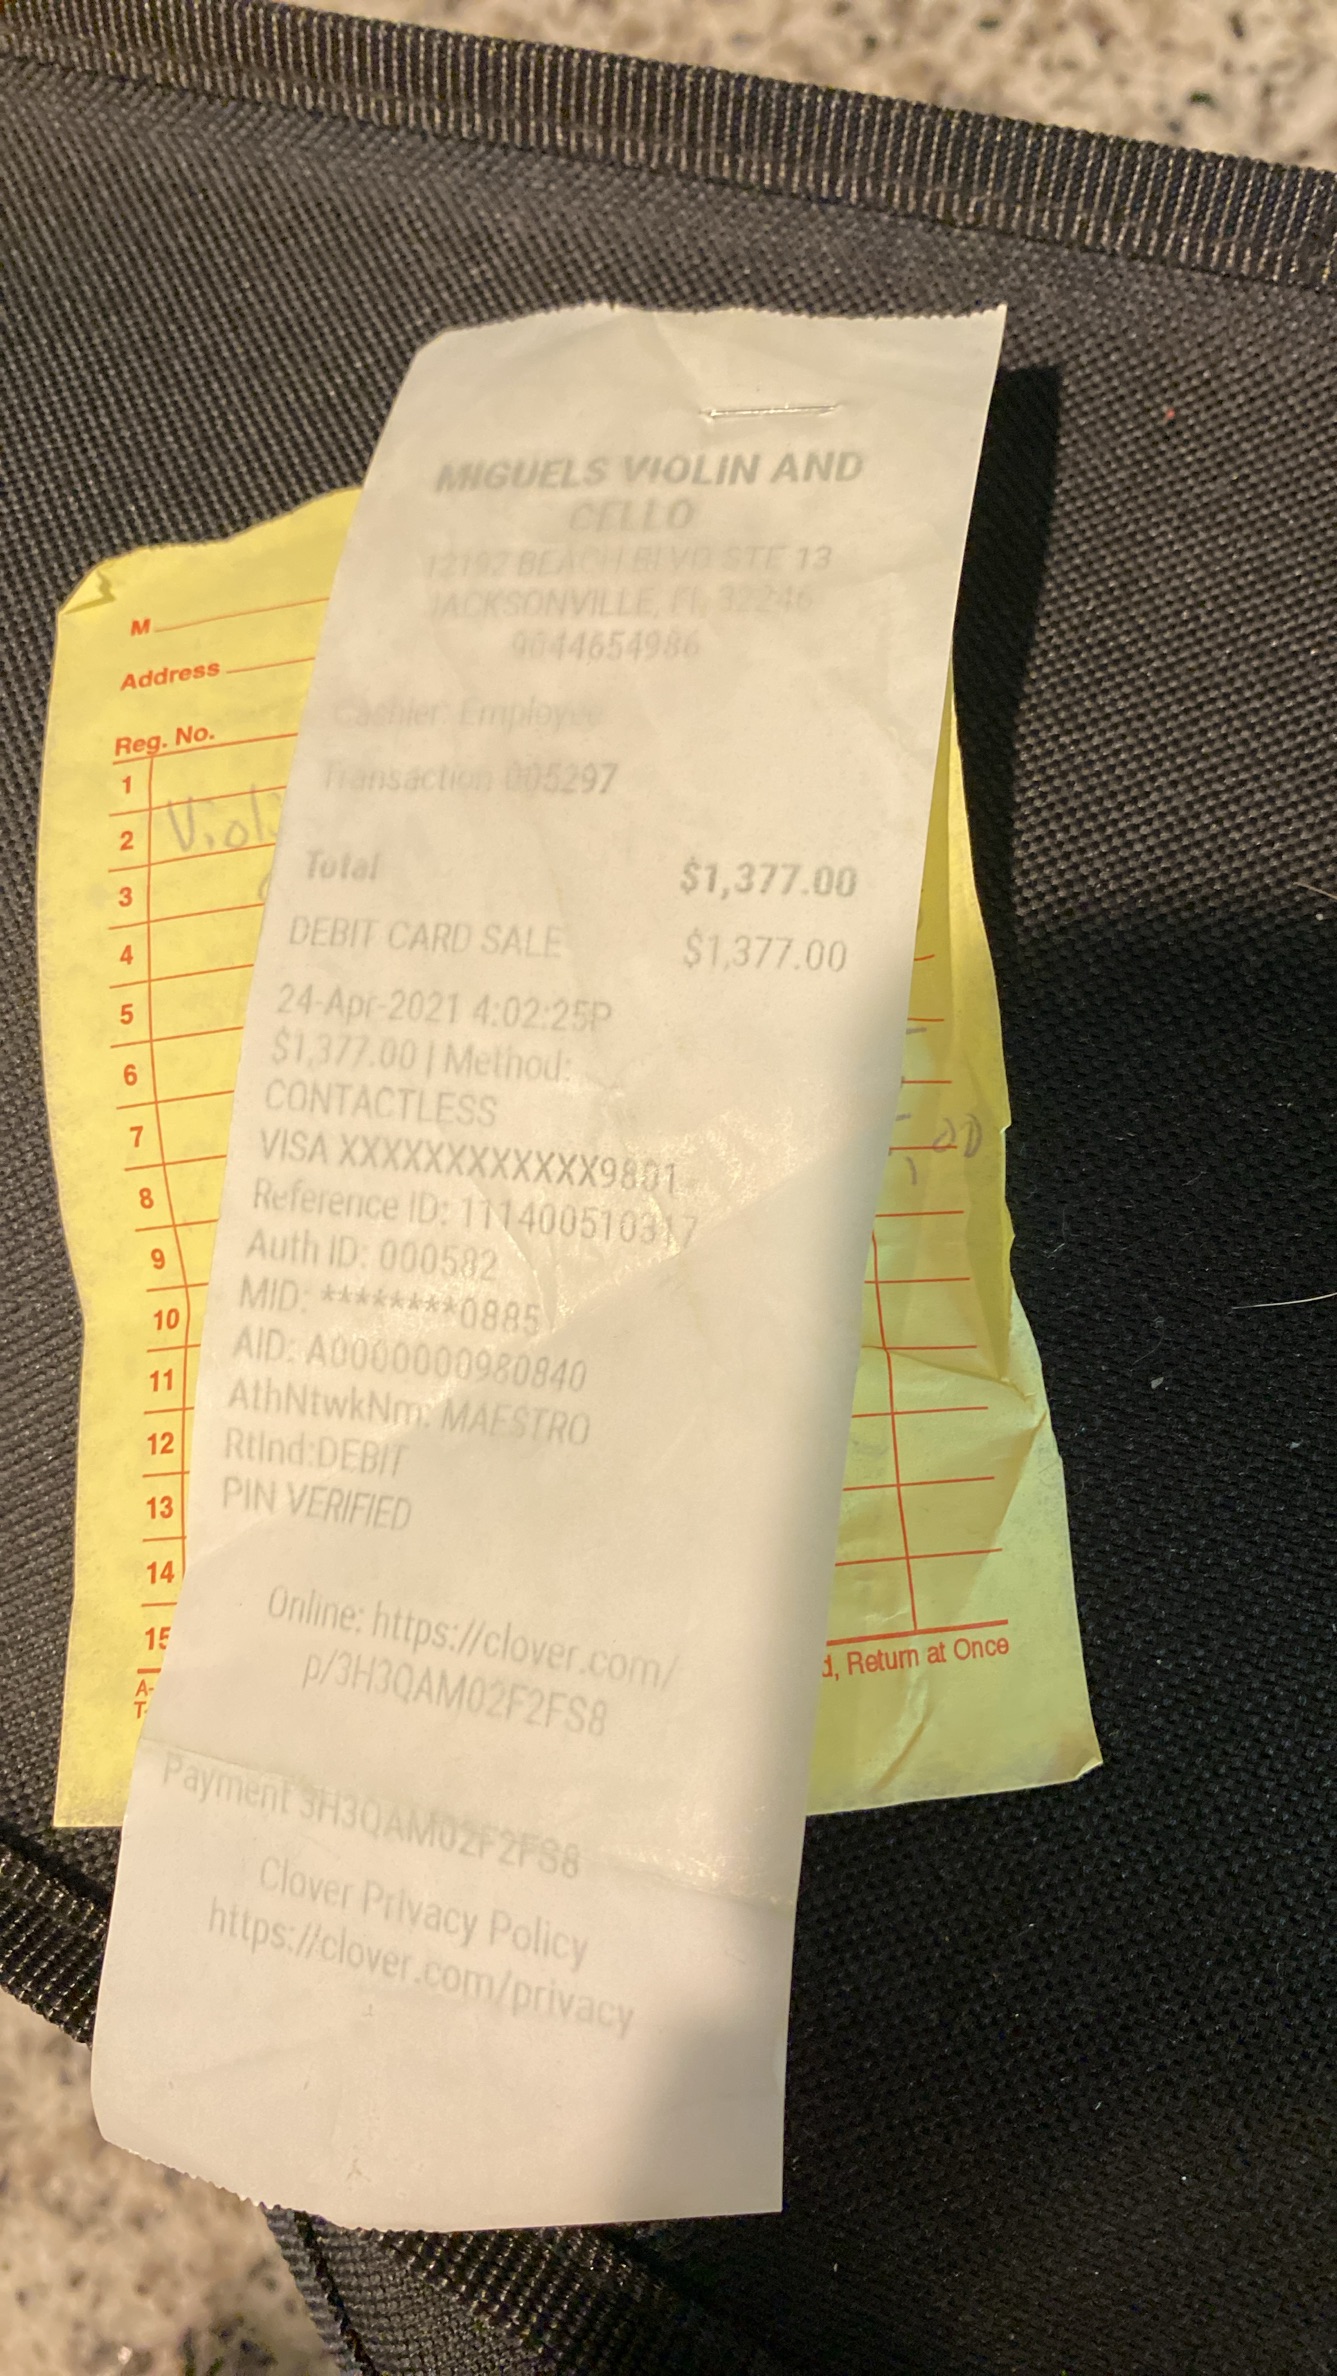 MIGUELS VIOLIN AND
CELLO
12192 BEACH BLVD STE 13
JACKSONVILLE, FL 32246
9044654986
Cashier: Employee
Transaction 005297
Total $1,377.00
DEBIT CARD SALE $1,377.00
24-Apr-2021 4:02:25P
$1,377.00 | Method:
CONTACTLESS
VISA XXXXXXXXXXXX9801
Reference ID: 111400510317
Auth ID: 000582
MID: ********0885
AID: A0000000980840
AthNtwkNm: MAESTRO
RtInd:DEBIT
PIN VERIFIED
Online: https://clover.com/
p/3H3QAM02F2FS8
Payment 3H3QAM02F2FS8
Clover Privacy Policy
https://clover.com/privacy
M
Address
Reg. No.
1
2 Viol
3
4
5
6
7
8
9
10
11
12
13
14
15
A-
T-
d, Return at Once